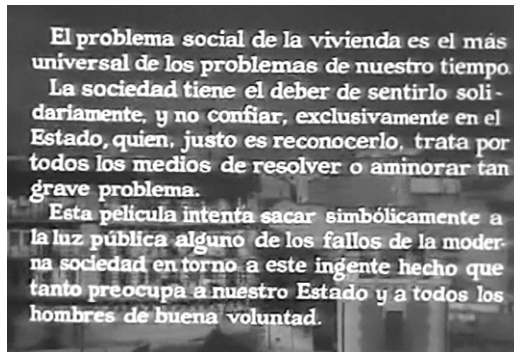 El problema social de la vivienda es el más
universal de los problemas de nuestro tiempo.
La sociedad tiene el deber de sentirlo soli-
dariamente, y no confiar, exclusivamente en el
Estado, quien, justo es reconocerlo, trata por
todos los medios de resolver o aminorar tan
grave problema.
Esta película intenta sacar simbólicamente a
la luz pública alguno de los fallos de la moder-
na sociedad en torno a este ingente hecho que
tanto preocupa a nuestro Estado y a todos los
hombres de buena voluntad.